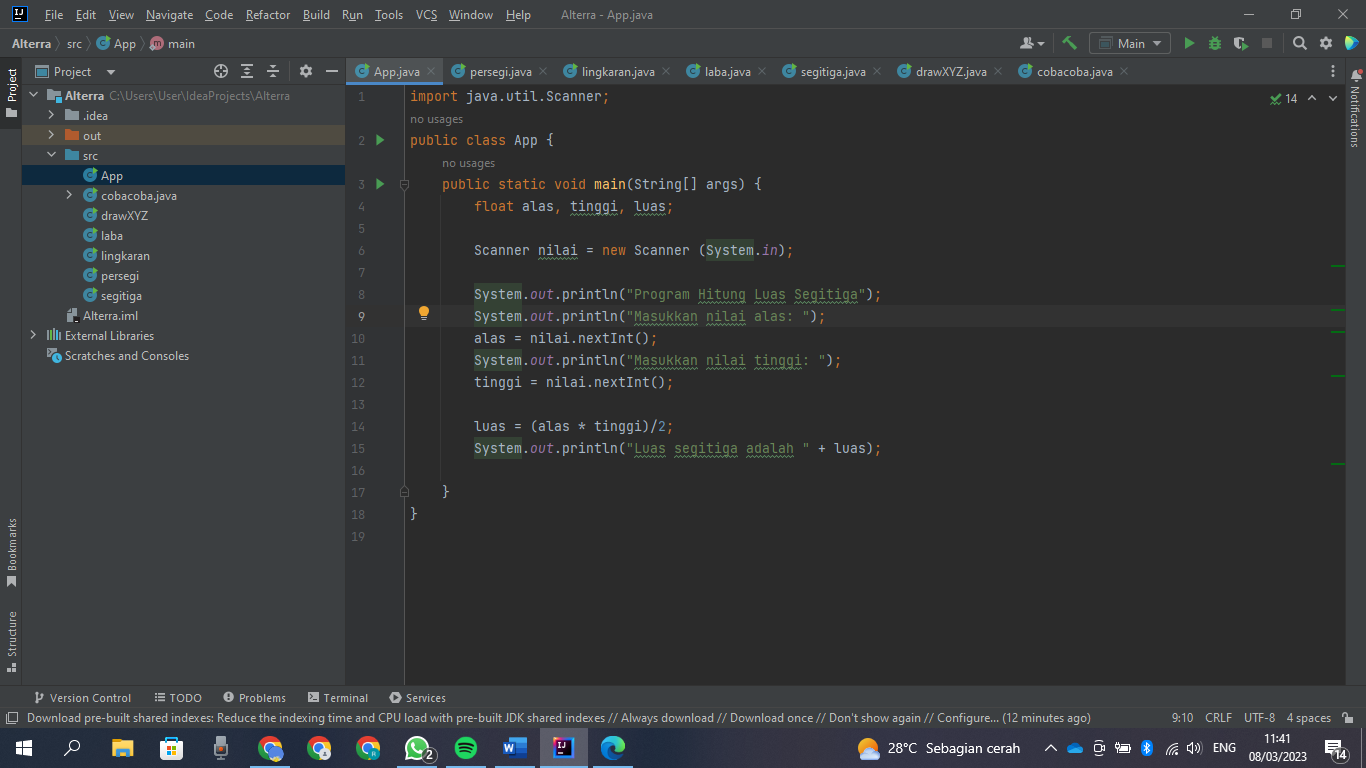 File Edit View Navigate Code Refactor Build Run Tools VCS Window Help Alterra - App.java
Alterra src App main Main
Project App.java persegi.java lingkaran.java laba.java segitiga.java drawXYZ.java cobacoba.java
Project
Notifications
Bookmarks
Structure
Alterra C:\Users\User\IdeaProjects\Alterra
.idea
out
src
App
cobacoba.java
drawXYZ
laba
lingkaran
persegi
segitiga
Alterra.iml
External Libraries
Scratches and Consoles
14
1 import java.util.Scanner;
no usages
2 public class App {
no usages
3 public static void main(String[] args) {
4 float alas, tinggi, luas;
5
6 Scanner nilai = new Scanner (System.in);
7
8 System.out.println("Program Hitung Luas Segitiga");
9 System.out.println("Masukkan nilai alas: ");
10 alas = nilai.nextInt();
11 System.out.println("Masukkan nilai tinggi: ");
12 tinggi = nilai.nextInt();
13
14 luas = (alas * tinggi)/2;
15 System.out.println("Luas segitiga adalah " + luas);
16
17 }
18 }
19
Version Control TODO Problems Terminal Services
Download pre-built shared indexes: Reduce the indexing time and CPU load with pre-built JDK shared indexes // Always download // Download once // Don't show again // Configure... (12 minutes ago) 9:10 CRLF UTF-8 4 spaces
2 28°C Sebagian cerah ENG 11:41
08/03/2023 14